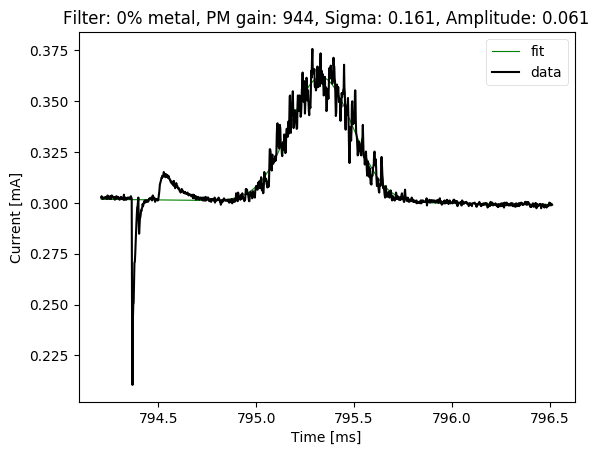 Filter: 0% metal, PM gain: 944, Sigma: 0.161, Amplitude: 0.061
fit
data
0.375
0.350
0.325
0.300
0.275
0.250
0.225
Current [mA]
794.5
795.0
795.5
796.0
796.5
Time [ms]